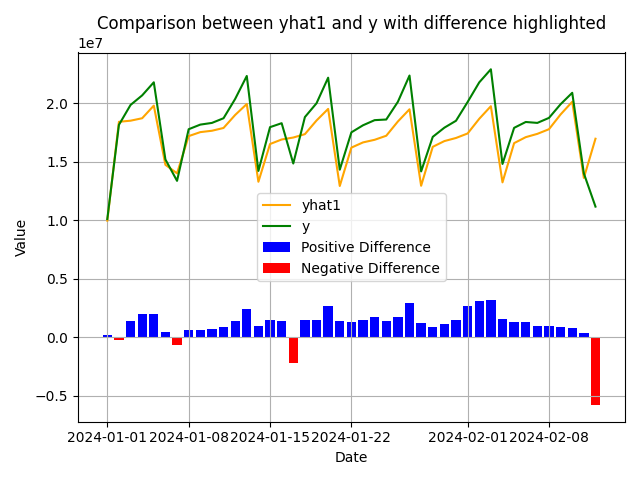 Comparison between yhat1 and y with difference highlighted
1e7
2.0
1.5
1.0
0.5
0.0
−0.5
Value
yhat1
y
Positive Difference
Negative Difference
2024-01-01 2024-01-08 2024-01-15 2024-01-22 2024-02-01 2024-02-08
Date